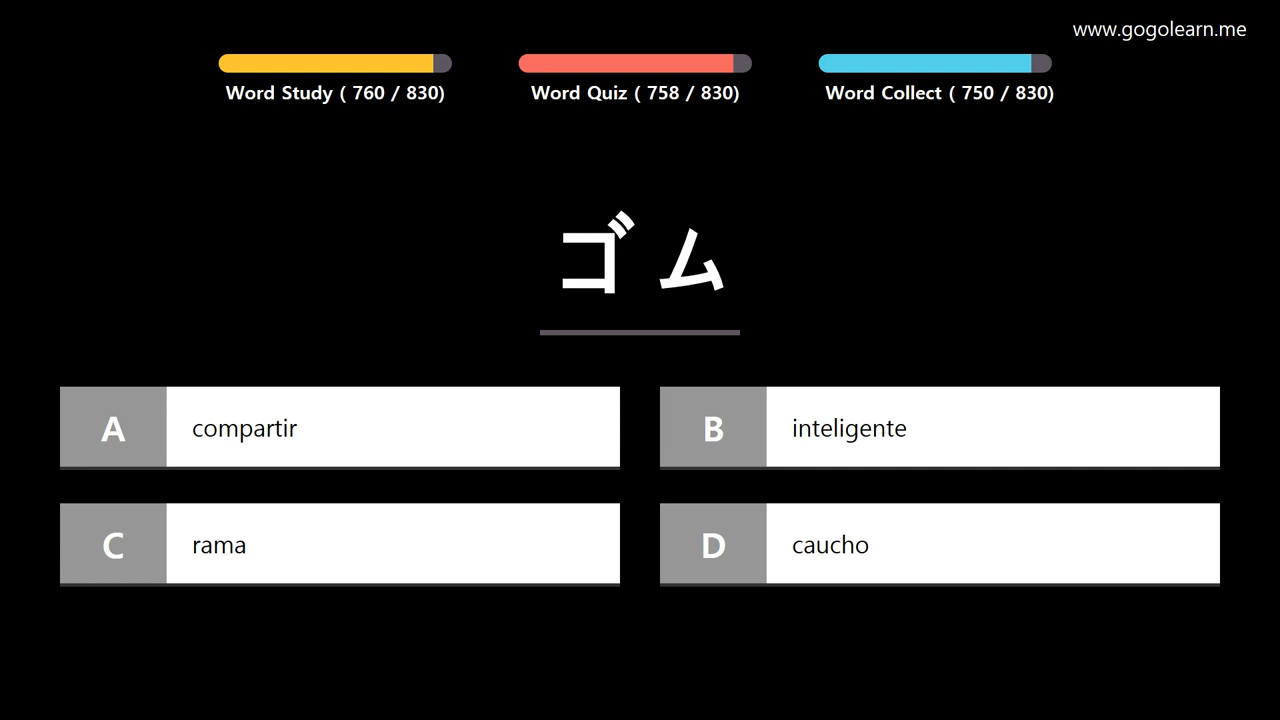 www.gogolearn.me
Word Study ( 760 / 830)
Word Quiz ( 758 / 830)
Word Collect ( 750 / 830)
ゴム
A compartir
B inteligente
C rama
D caucho